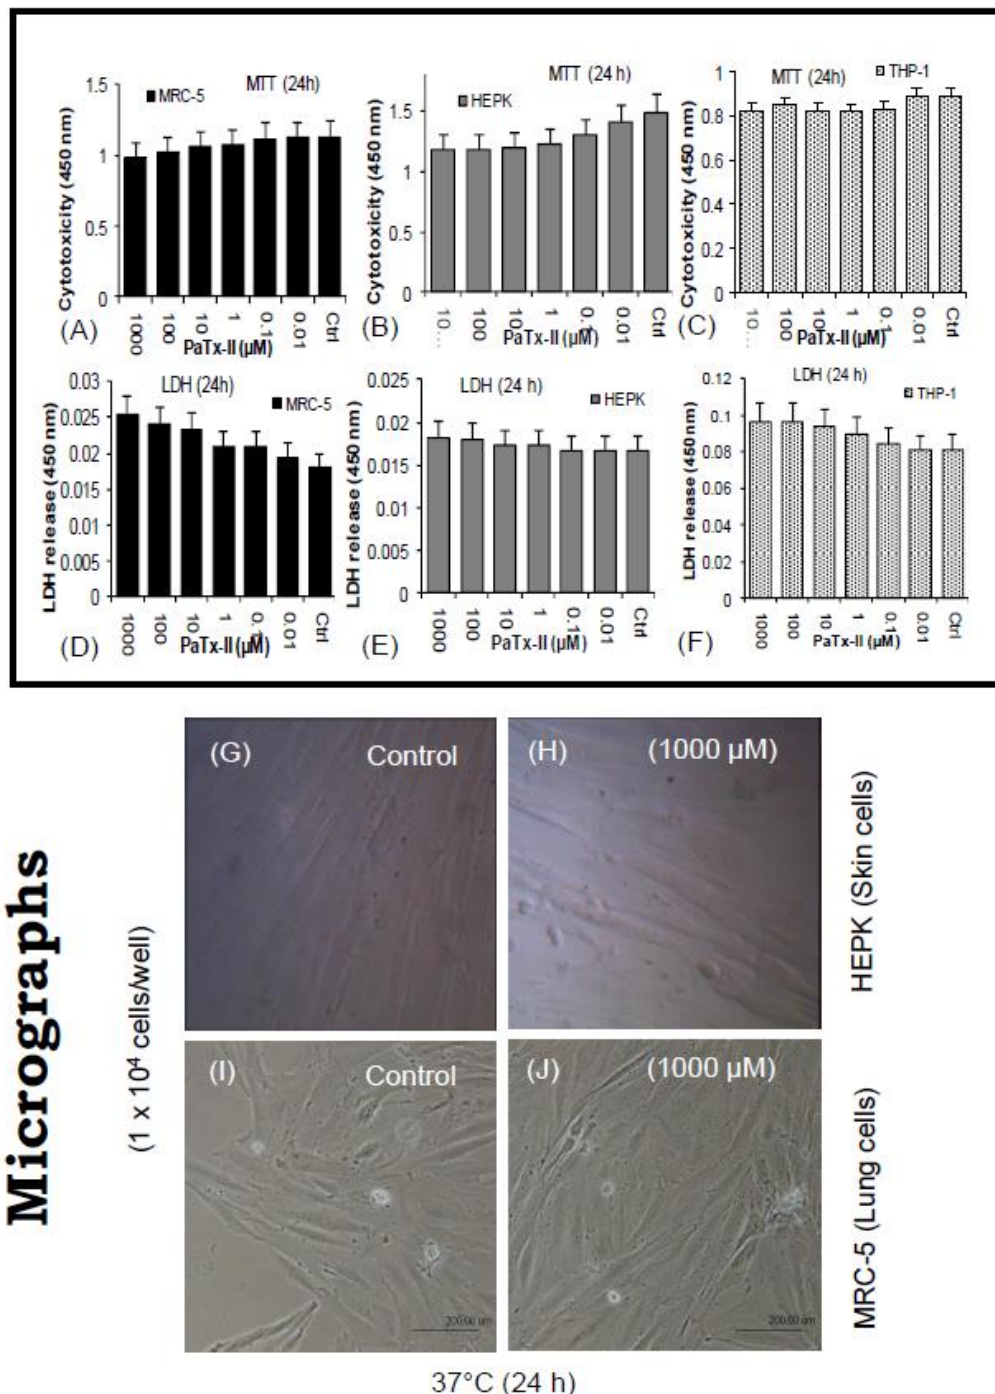 MTT (24h)
MRC-5
Cytotoxicity (450 nm)
1.5
1
0.5
0
1000
100
10
1
0.1
0.01
Ctrl
PaTx-II (µM)
(A)
MTT (24 h)
HEPK
Cytotoxicity (450 nm)
1.5
1
0.5
0
10...
100
10
1
0.1
0.01
Ctrl
PaTx-II (µM)
(B)
MTT (24h)
THP-1
Cytotoxicity (450 nm)
1
0.8
0.6
0.4
0.2
0
10...
100
10
1
0.1
0.01
Ctrl
PaTx-II (µM)
(C)
LDH (24h)
MRC-5
LDH release (450 nm)
0.03
0.025
0.02
0.015
0.01
0.005
0
1000
100
10
1
0.1
0.01
Ctrl
PaTx-II (µM)
(D)
LDH (24 h)
HEPK
LDH release (450 nm)
0.025
0.02
0.015
0.01
0.005
0
1000
100
10
1
0.1
0.01
Ctrl
PaTx-II (µM)
(E)
LDH (24 h)
THP-1
LDH release (450nm)
0.12
0.1
0.08
0.06
0.04
0.02
0
1000
100
10
1
0.1
0.01
Ctrl
PaTx-II (µM)
(F)
Micrographs
(1 x 10⁴ cells/well)
(G)
Control
(H)
(1000 µM)
HEPK (Skin cells)
(I)
Control
200.00 um
(J)
(1000 µM)
200.00 um
MRC-5 (Lung cells)
37°C (24 h)